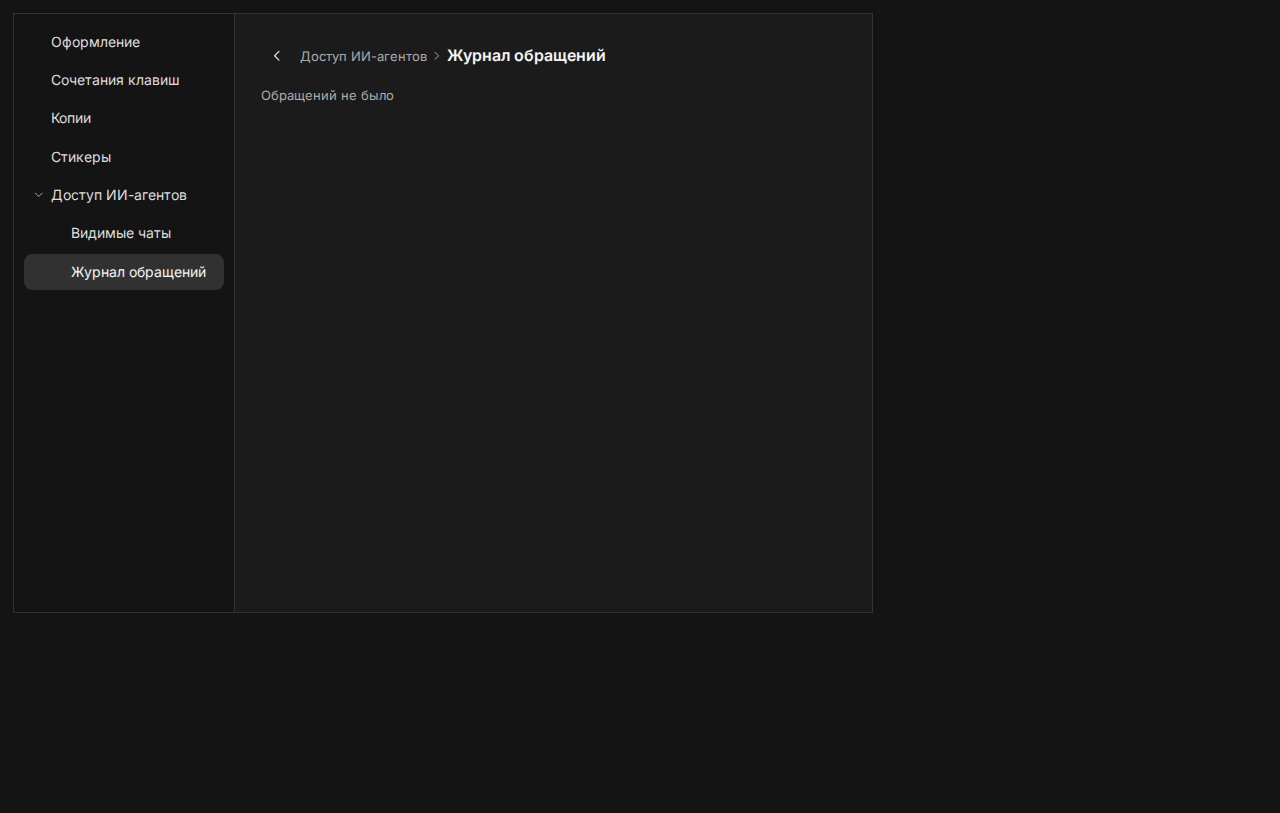 Оформление
Сочетания клавиш
Копии
Стикеры
Доступ ИИ-агентов
Видимые чаты
Журнал обращений
Доступ ИИ-агентов > Журнал обращений
Обращений не было